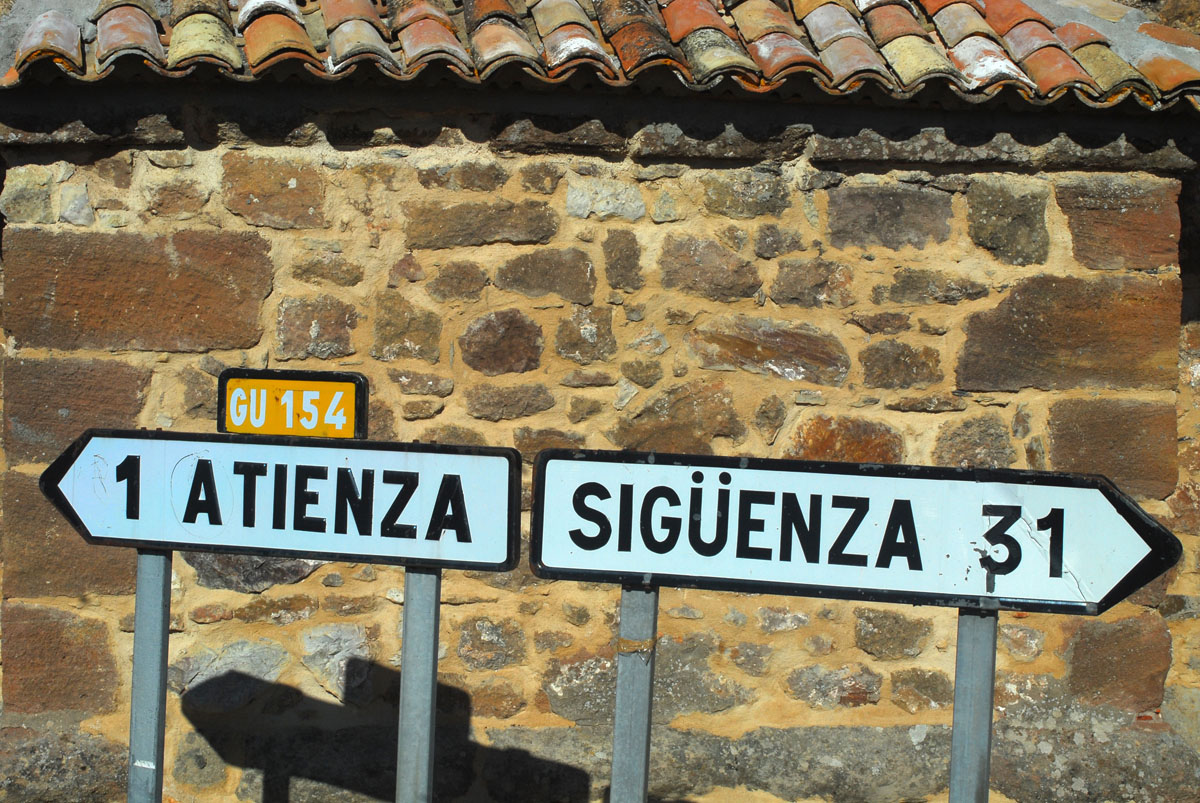 GU 154
1 ATIENZA
SIGÜENZA 31